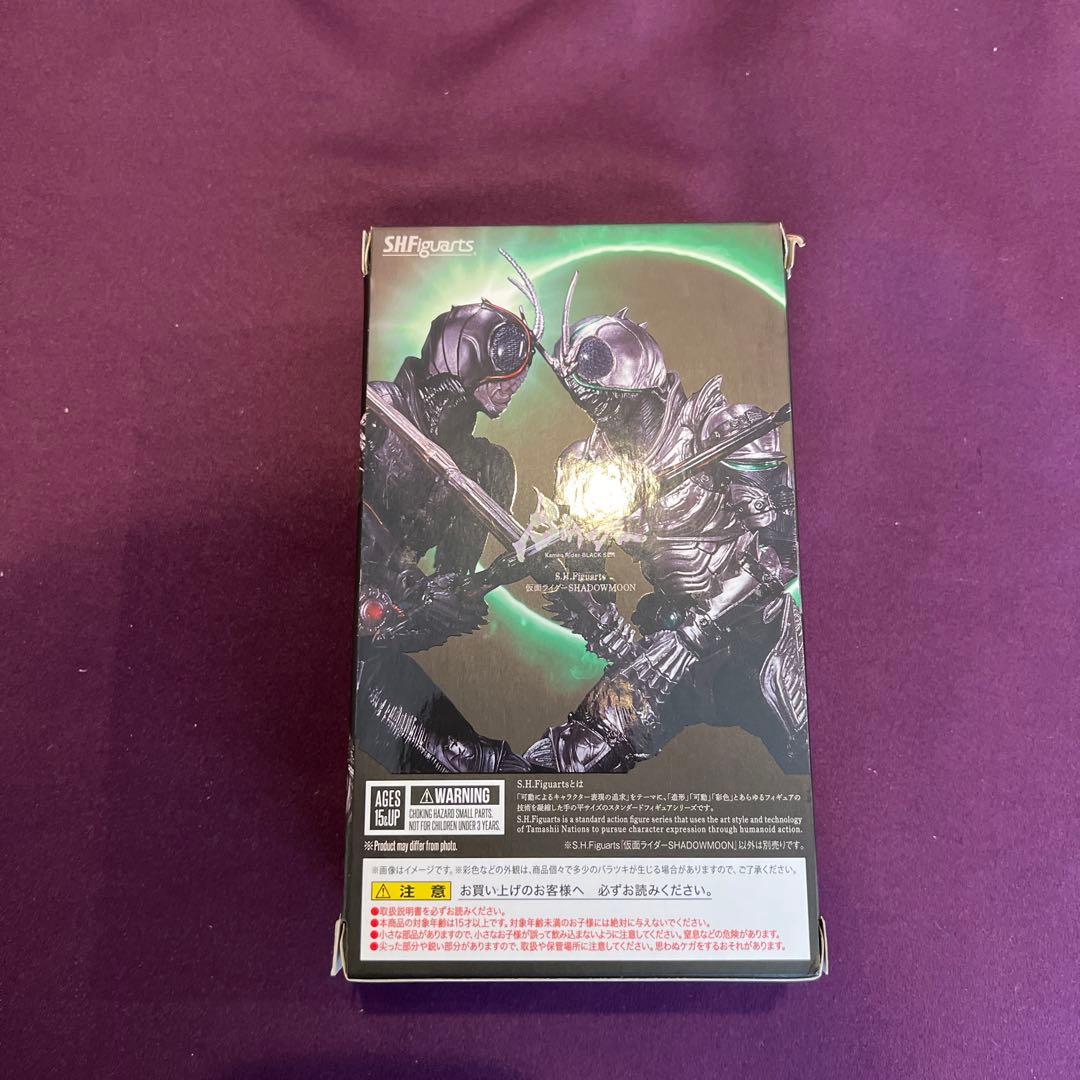 S.H.Figuarts
Kamen Rider BLACK SUN
S.H.Figuarts
仮面ライダーSHADOWMOON
AGES
15&UP
⚠WARNING
CHOKING HAZARD SMALL PARTS.
NOT FOR CHILDREN UNDER 3 YEARS.
※ Product may differ from photo.
S.H.Figuartsとは
「可動によるキャラクター表現の追求」をテーマに、「造形」「可動」「彩色」とあらゆるフィギュアの
技術を凝縮した手の平サイズのスタンダードフィギュアシリーズです。
S.H.Figuarts is a standard action figure series that uses the art style and technology
of Tamashii Nations to pursue character expression through humanoid action.
※S.H.Figuarts「仮面ライダーSHADOWMOON」以外は別売りです。
※画像はイメージです。※彩色などの外観は、商品個々で多少のバラツキが生じる場合がありますので、ご了承ください。
⚠注 意 お買い上げのお客様へ 必ずお読みください。
●取扱説明書を必ずお読みください。
●本商品の対象年齢は15才以上です。対象年齢未満のお子様には絶対に与えないでください。
●小さな部品がありますので、小さなお子様が誤って飲み込まないように注意してください。窒息などの危険があります。
●尖った部分や鋭い部分がありますので、取扱や保管場所に注意してください。思わぬケガをするおそれがあります。